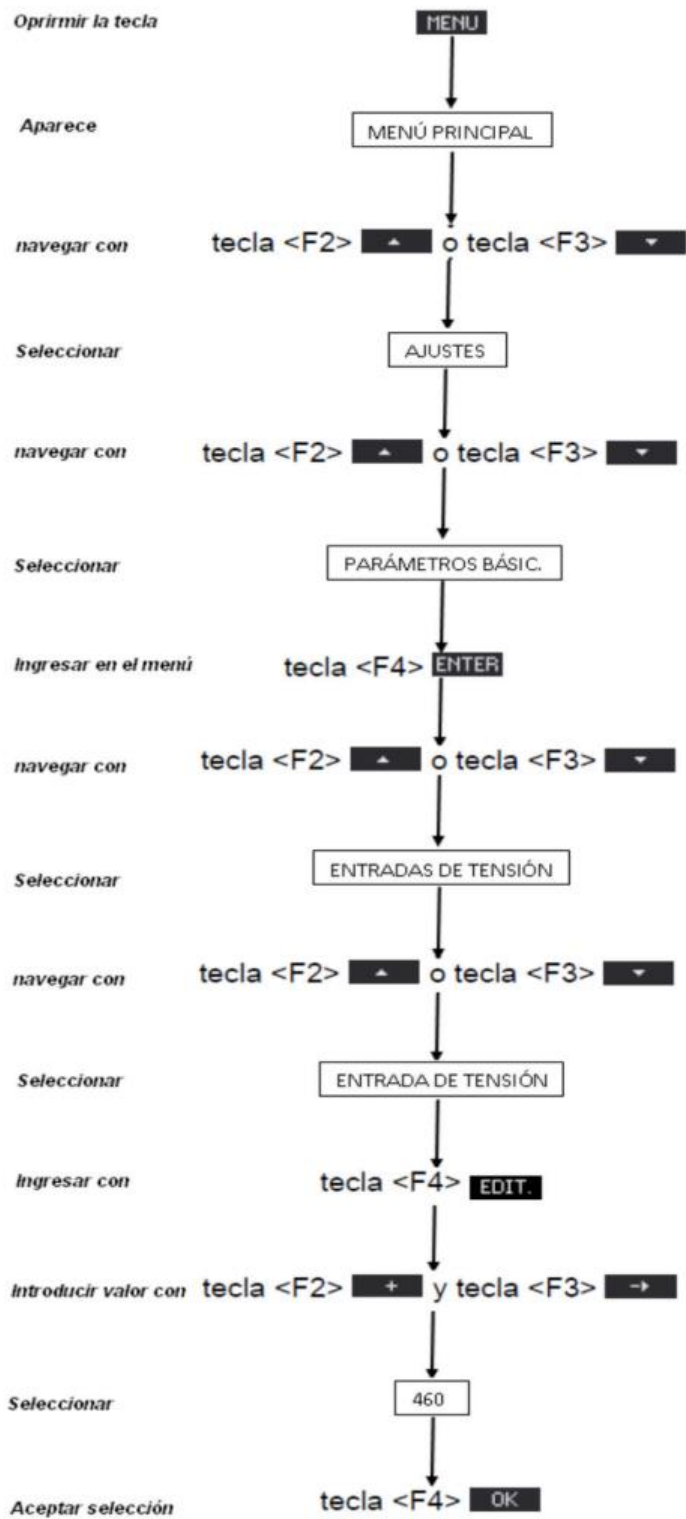 Oprirmir la tecla MENU
Aparece MENÚ PRINCIPAL
navegar con tecla <F2> o tecla <F3>
Seleccionar AJUSTES
navegar con tecla <F2> o tecla <F3>
Seleccionar PARÁMETROS BÁSIC.
Ingresar en el menú tecla <F4> ENTER
navegar con tecla <F2> o tecla <F3>
Seleccionar ENTRADAS DE TENSIÓN
navegar con tecla <F2> o tecla <F3>
Seleccionar ENTRADA DE TENSIÓN
Ingresar con tecla <F4> EDIT.
Introducir valor con tecla <F2> + y tecla <F3> →
Seleccionar 460
Aceptar selección tecla <F4> OK